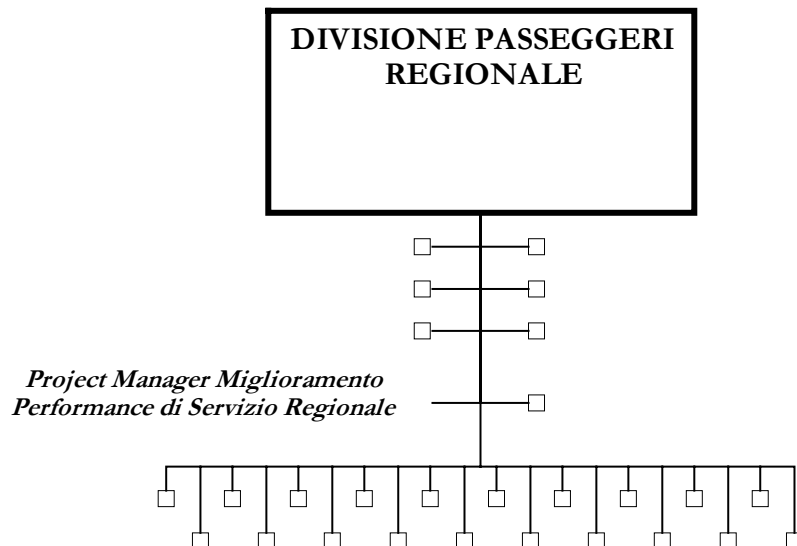 DIVISIONE PASSEGGERI
REGIONALE
Project Manager Miglioramento
Performance di Servizio Regionale